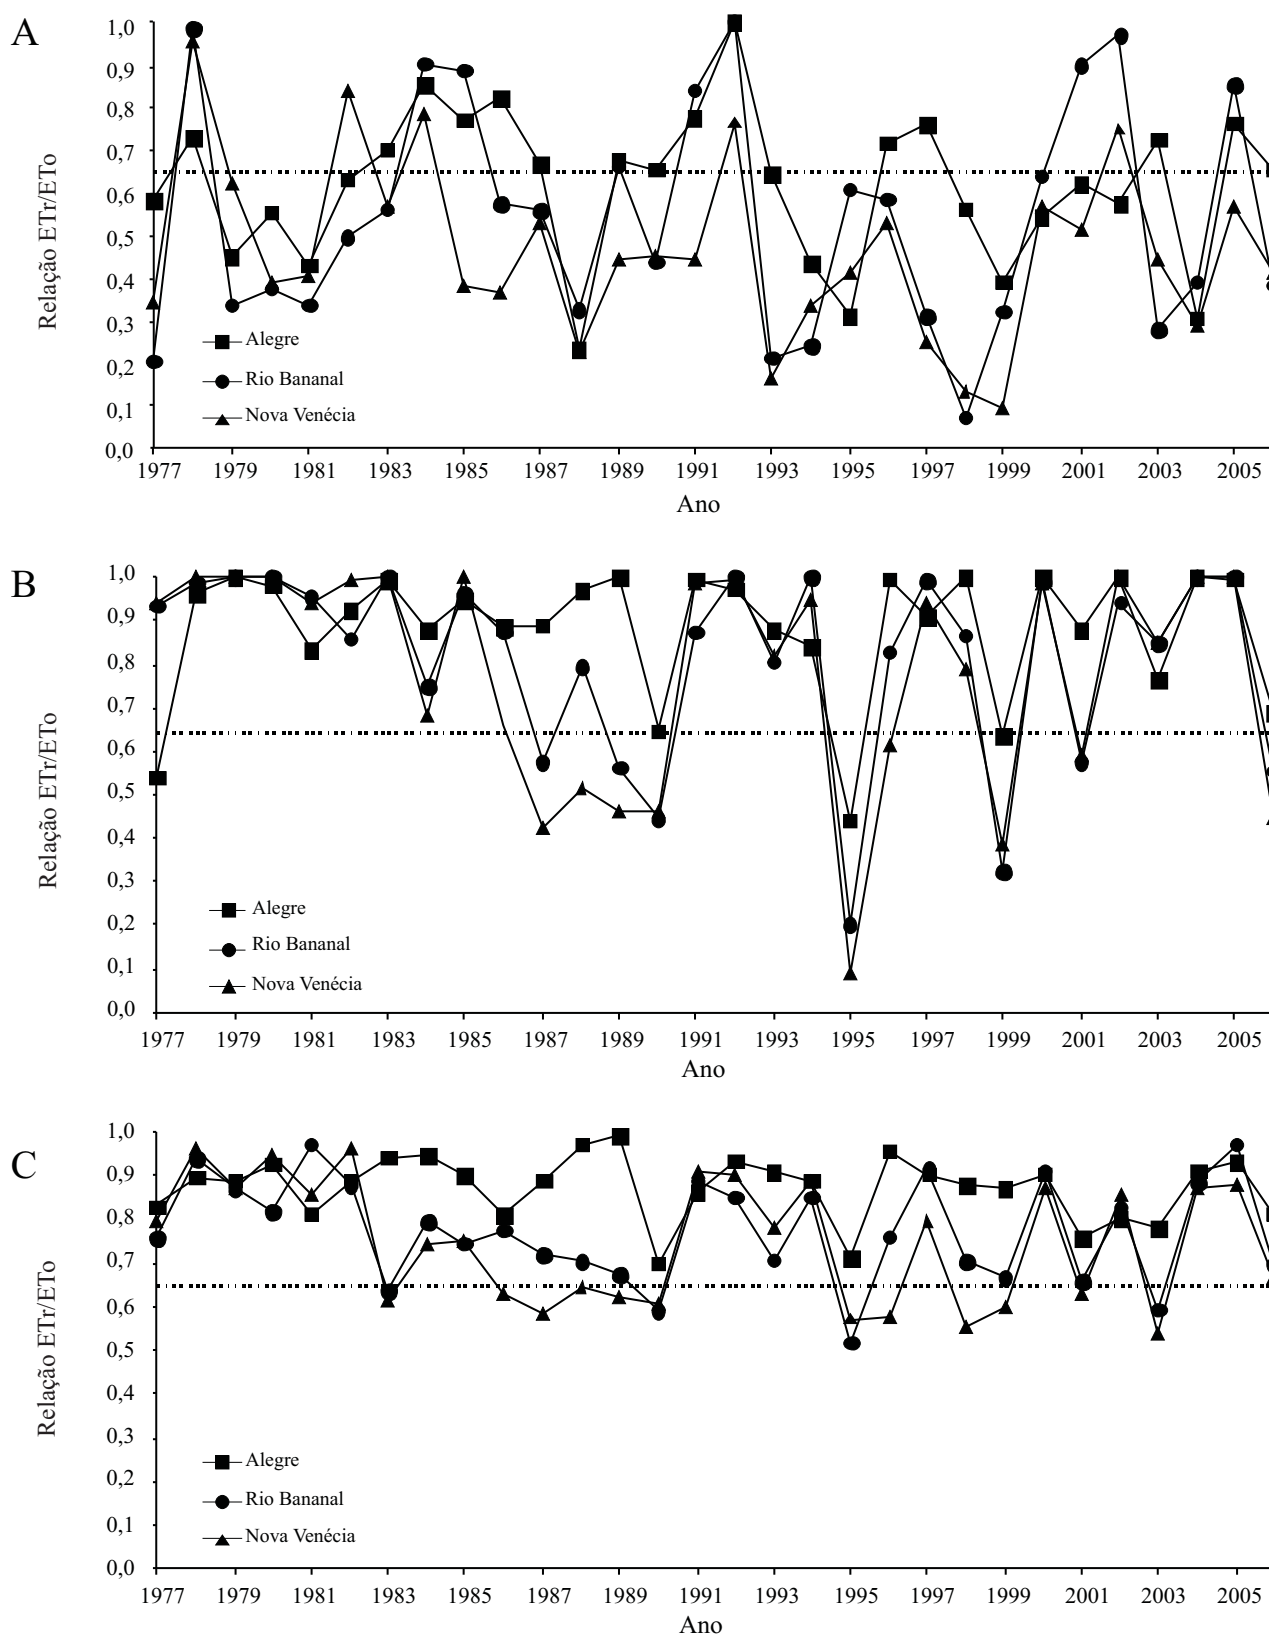 A
1,0
0,9
0,8
0,7
0,6
0,5
0,4
0,3
0,2
0,1
0,0
Relação ETr/ETo
Alegre
Rio Bananal
Nova Venécia
1977 1979 1981 1983 1985 1987 1989 1991 1993 1995 1997 1999 2001 2003 2005
Ano
B
1,0
0,9
0,8
0,7
0,6
0,5
0,4
0,3
0,2
0,1
0,0
Relação ETr/ETo
Alegre
Rio Bananal
Nova Venécia
1977 1979 1981 1983 1985 1987 1989 1991 1993 1995 1997 1999 2001 2003 2005
Ano
C
1,0
0,9
0,8
0,7
0,6
0,5
0,4
0,3
0,2
0,1
0,0
Relação ETr/ETo
Alegre
Rio Bananal
Nova Venécia
1977 1979 1981 1983 1985 1987 1989 1991 1993 1995 1997 1999 2001 2003 2005
Ano